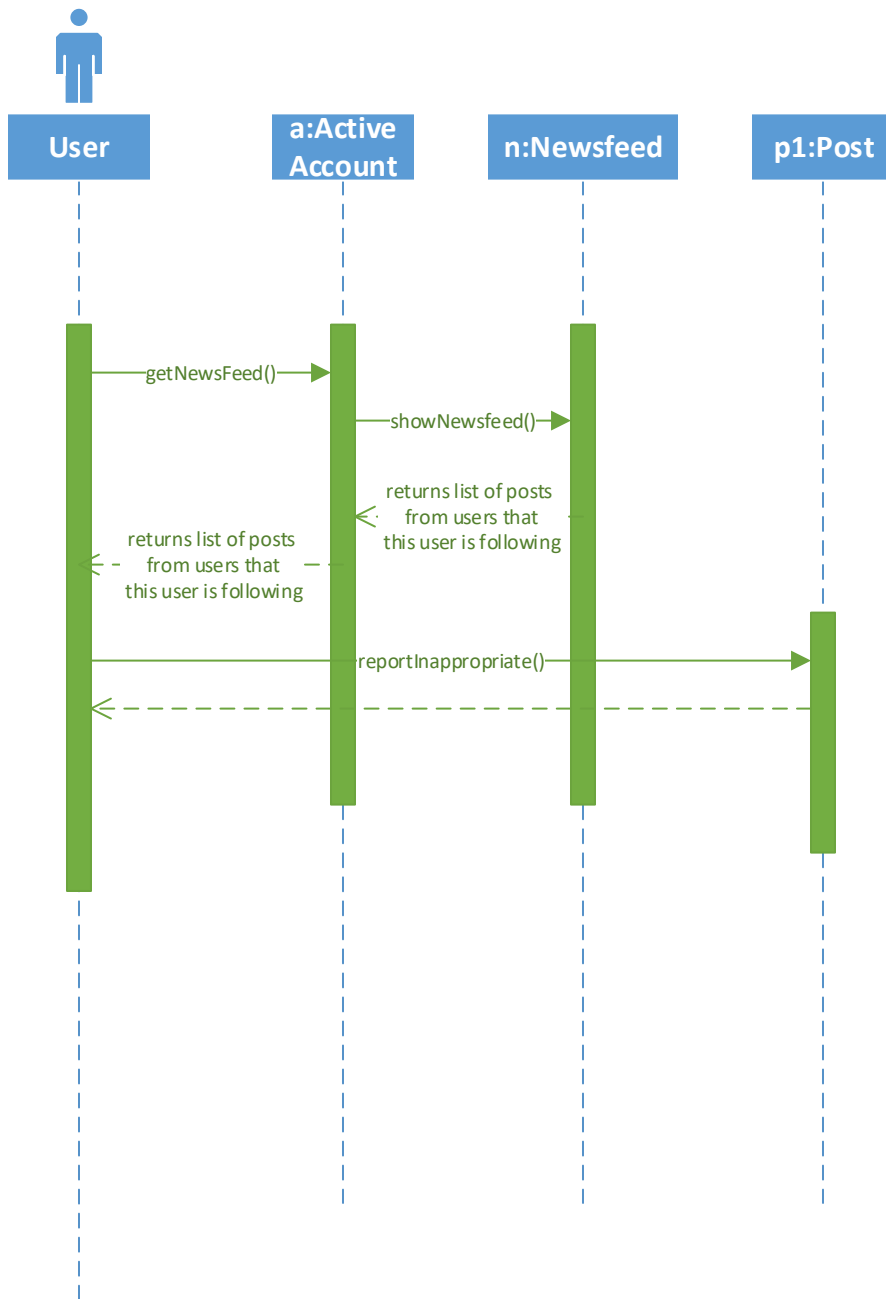 User
a:Active
Account
n:Newsfeed
p1:Post
getNewsFeed()
showNewsfeed()
returns list of posts
from users that
this user is following
returns list of posts
from users that
this user is following
reportInappropriate()